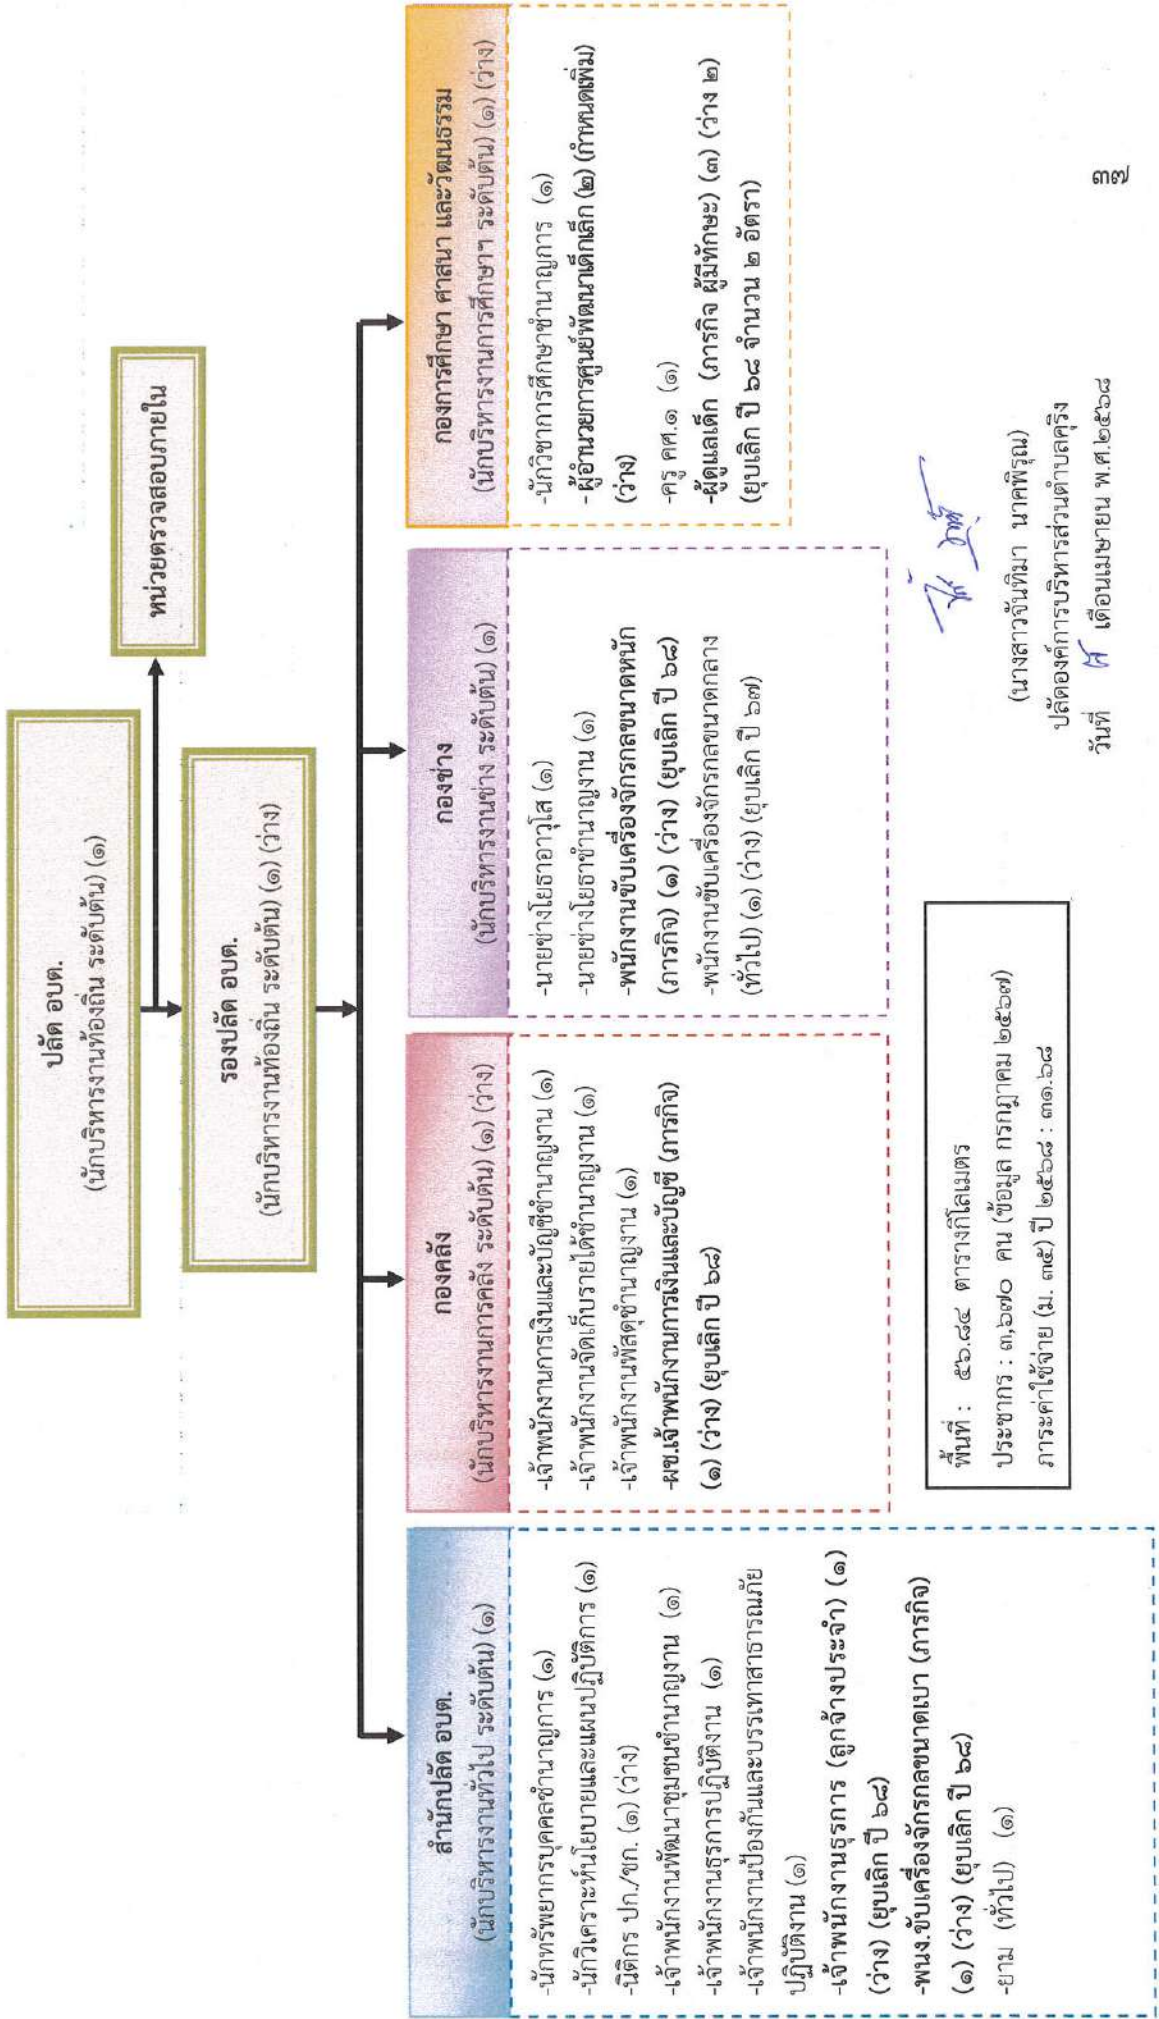 ปลัด อบต.
(นักบริหารงานท้องถิ่น ระดับต้น) (๑)
หน่วยตรวจสอบภายใน
รองปลัด อบต.
(นักบริหารงานท้องถิ่น ระดับต้น) (๑) (ว่าง)
สำนักปลัด อบต.
(นักบริหารงานทั่วไป ระดับต้น) (๑)
-นักทรัพยากรบุคคลชำนาญการ (๑)
-นักวิเคราะห์นโยบายและแผนปฏิบัติการ (๑)
-นิติกร ปก./ชก. (๑) (ว่าง)
-เจ้าพนักงานพัฒนาชุมชนชำนาญงาน (๑)
-เจ้าพนักงานธุรการปฏิบัติงาน (๑)
-เจ้าพนักงานป้องกันและบรรเทาสาธารณภัย
ปฏิบัติงาน (๑)
-เจ้าพนักงานธุรการ (ลูกจ้างประจำ) (๑)
(ว่าง) (ยุบเลิก ปี ๖๘)
-พนง.ขับเครื่องจักรกลขนาดเบา (ภารกิจ)
(๑) (ว่าง) (ยุบเลิก ปี ๖๘)
-ยาม (ทั่วไป) (๑)
กองคลัง
(นักบริหารงานการคลัง ระดับต้น) (๑) (ว่าง)
-เจ้าพนักงานการเงินและบัญชีชำนาญงาน (๑)
-เจ้าพนักงานจัดเก็บรายได้ชำนาญงาน (๑)
-เจ้าพนักงานพัสดุชำนาญงาน (๑)
-ผช.เจ้าพนักงานการเงินและบัญชี (ภารกิจ)
(๑) (ว่าง) (ยุบเลิก ปี ๖๘)
กองช่าง
(นักบริหารงานช่าง ระดับต้น) (๑)
-นายช่างโยธาอาวุโส (๑)
-นายช่างโยธาชำนาญงาน (๑)
-พนักงานขับเครื่องจักรกลขนาดหนัก
(ภารกิจ) (๑) (ว่าง) (ยุบเลิก ปี ๖๘)
-พนักงานขับเครื่องจักรกลขนาดกลาง
(ทั่วไป) (๑) (ว่าง) (ยุบเลิก ปี ๖๗)
กองการศึกษา ศาสนา และวัฒนธรรม
(นักบริหารงานการศึกษาฯ ระดับต้น) (๑) (ว่าง)
-นักวิชาการศึกษาชำนาญการ (๑)
- ผู้อำนวยการศูนย์พัฒนาเด็กเล็ก (๒) (กำหนดเพิ่ม)
(ว่าง)
-ครู คศ.๑ (๑)
-ผู้ดูแลเด็ก (ภารกิจ ผู้มีทักษะ) (๓) (ว่าง ๒)
(ยุบเลิก ปี ๖๘ จำนวน ๒ อัตรา)
พื้นที่ : ๕๖.๘๔ ตารางกิโลเมตร
ประชากร : ๓,๖๗๐ คน (ข้อมูล กรกฎาคม ๒๕๖๗)
ภาระค่าใช้จ่าย (ม. ๓๕) ปี ๒๕๖๘ : ๓๑.๖๘
(นางสาวจันทิมา นาคพิรุณ)
ปลัดองค์การบริหารส่วนตำบลคุริง
วันที่ เดือนเมษายน พ.ศ.๒๕๖๘
๓๗